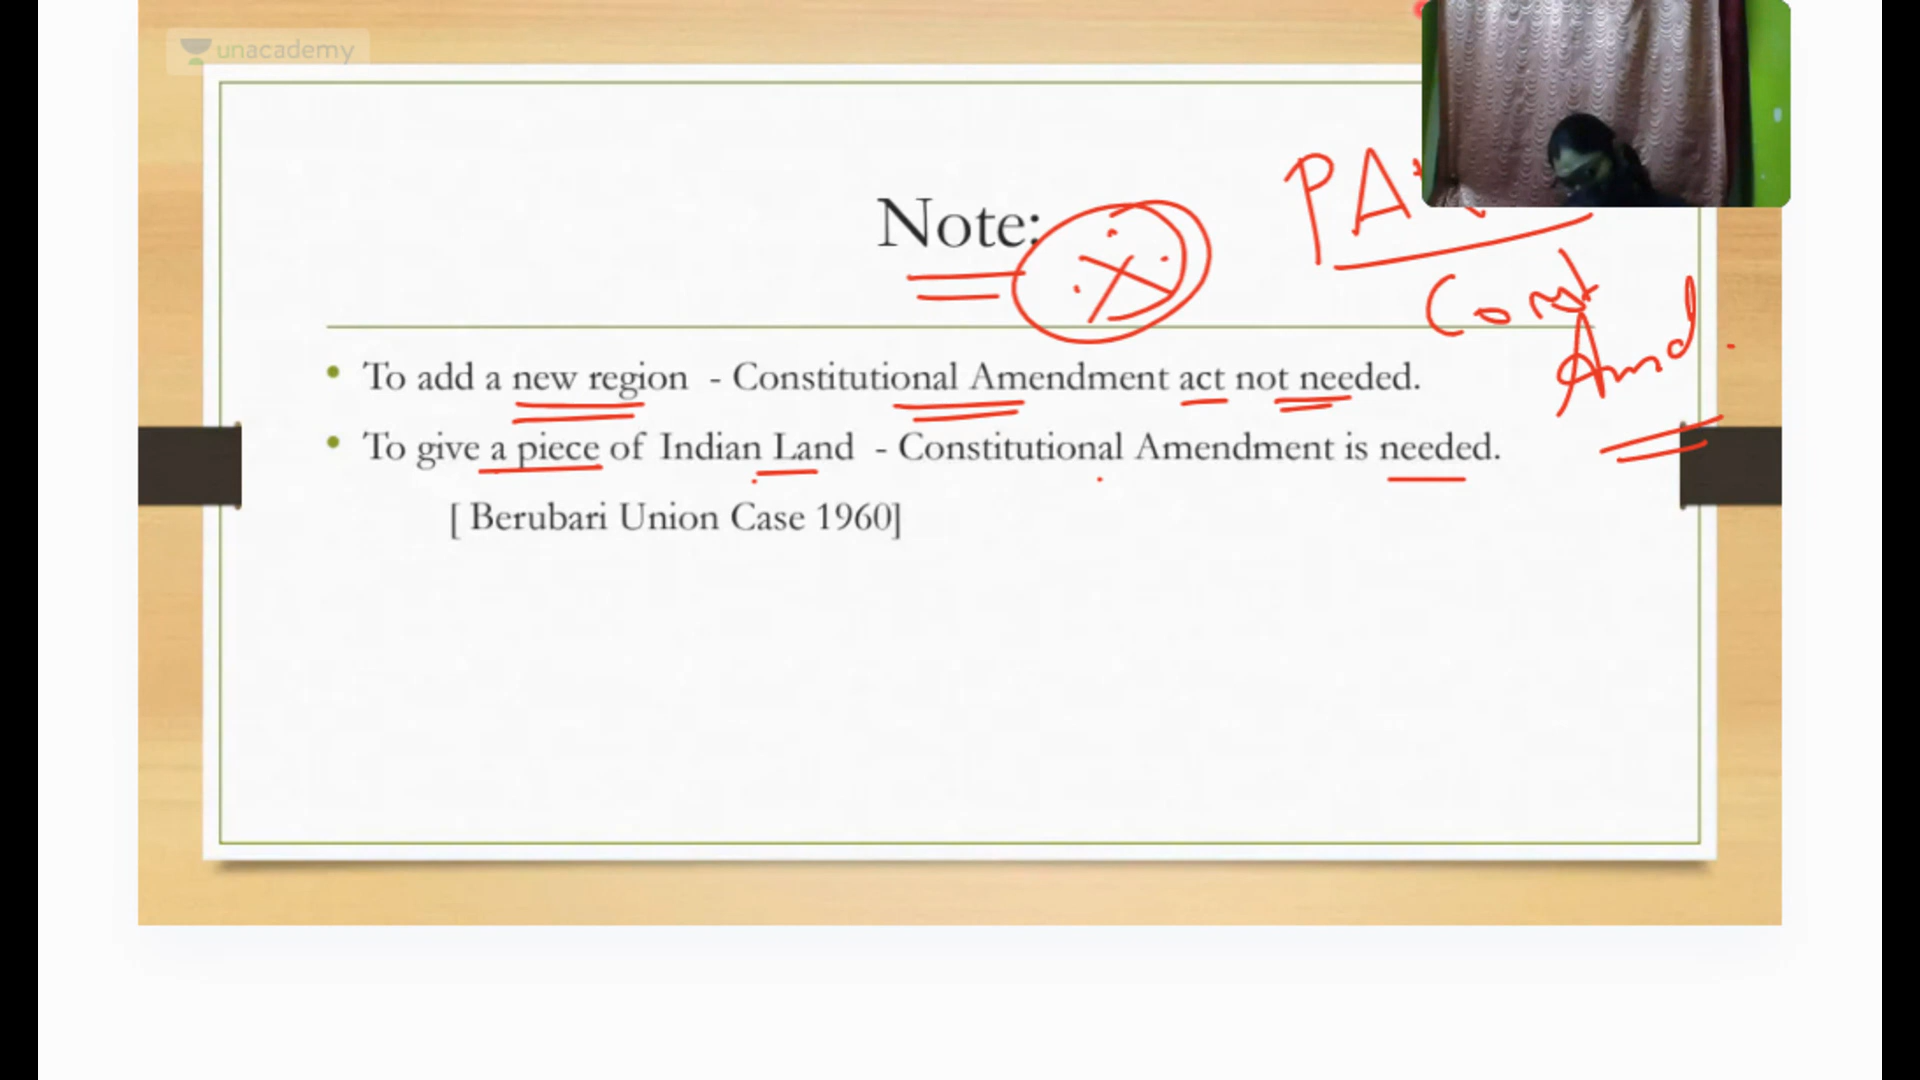 unacademy
Note:
Const
Amd.
• To add a new region - Constitutional Amendment act not needed.
• To give a piece of Indian Land - Constitutional Amendment is needed.
[ Berubari Union Case 1960]